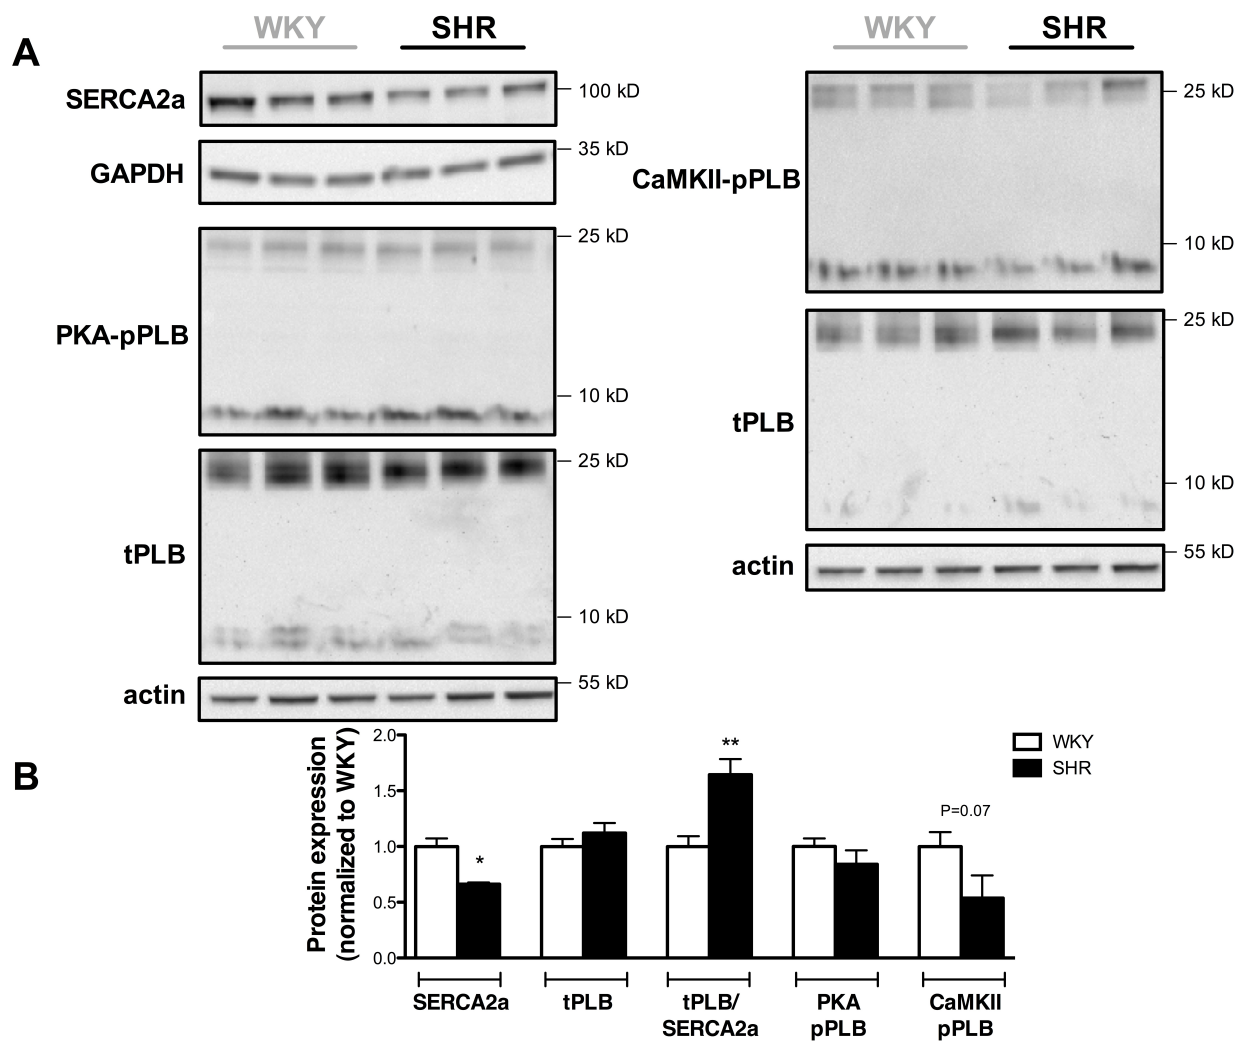 A
WKY SHR
SERCA2a
100 kD
GAPDH
35 kD
PKA-pPLB
25 kD
10 kD
tPLB
25 kD
10 kD
actin
55 kD
WKY SHR
CaMKII-pPLB
25 kD
10 kD
tPLB
25 kD
10 kD
actin
55 kD
B
Protein expression
(normalized to WKY)
2.0
1.5
1.0
0.5
0.0
*
**
P=0.07
WKY
SHR
SERCA2a
tPLB
tPLB/
SERCA2a
PKA
pPLB
CaMKII
pPLB